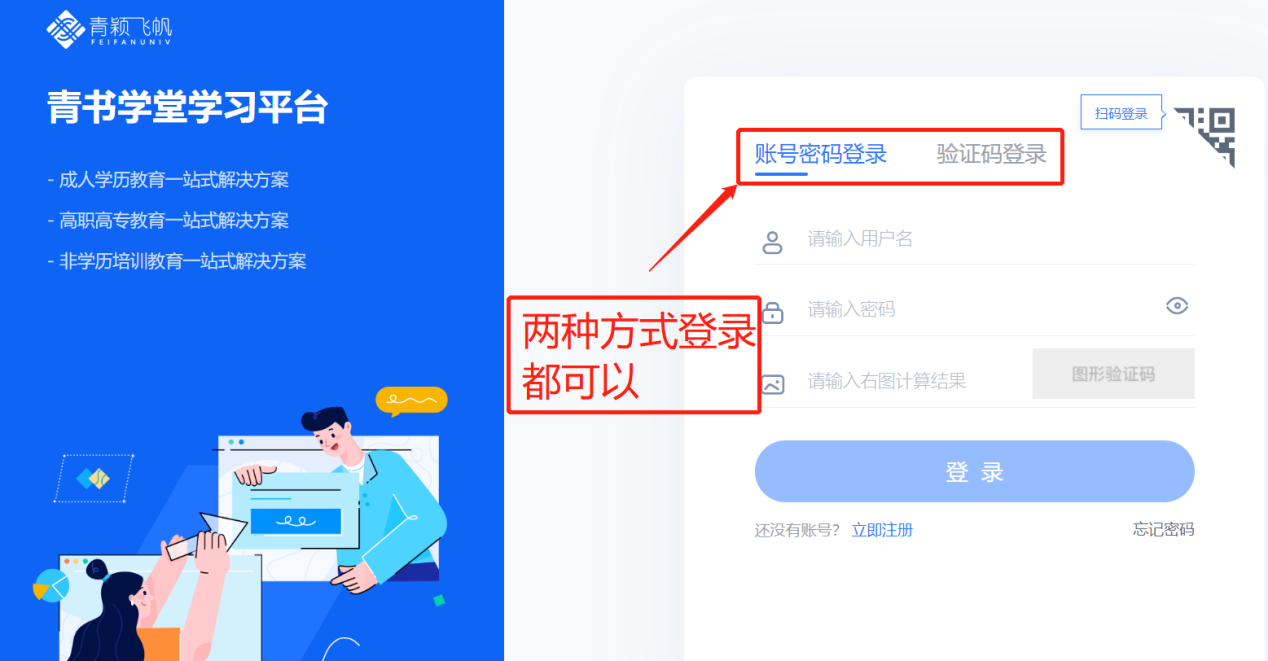 青颖飞帆
FEIFANUNIV
青书学堂学习平台
- 成人学历教育一站式解决方案
- 高职高专教育一站式解决方案
- 非学历培训教育一站式解决方案
扫码登录
账号密码登录 验证码登录
请输入用户名
两种方式登录
都可以
请输入密码
请输入右图计算结果 图形验证码
登 录
还没有账号? 立即注册 忘记密码